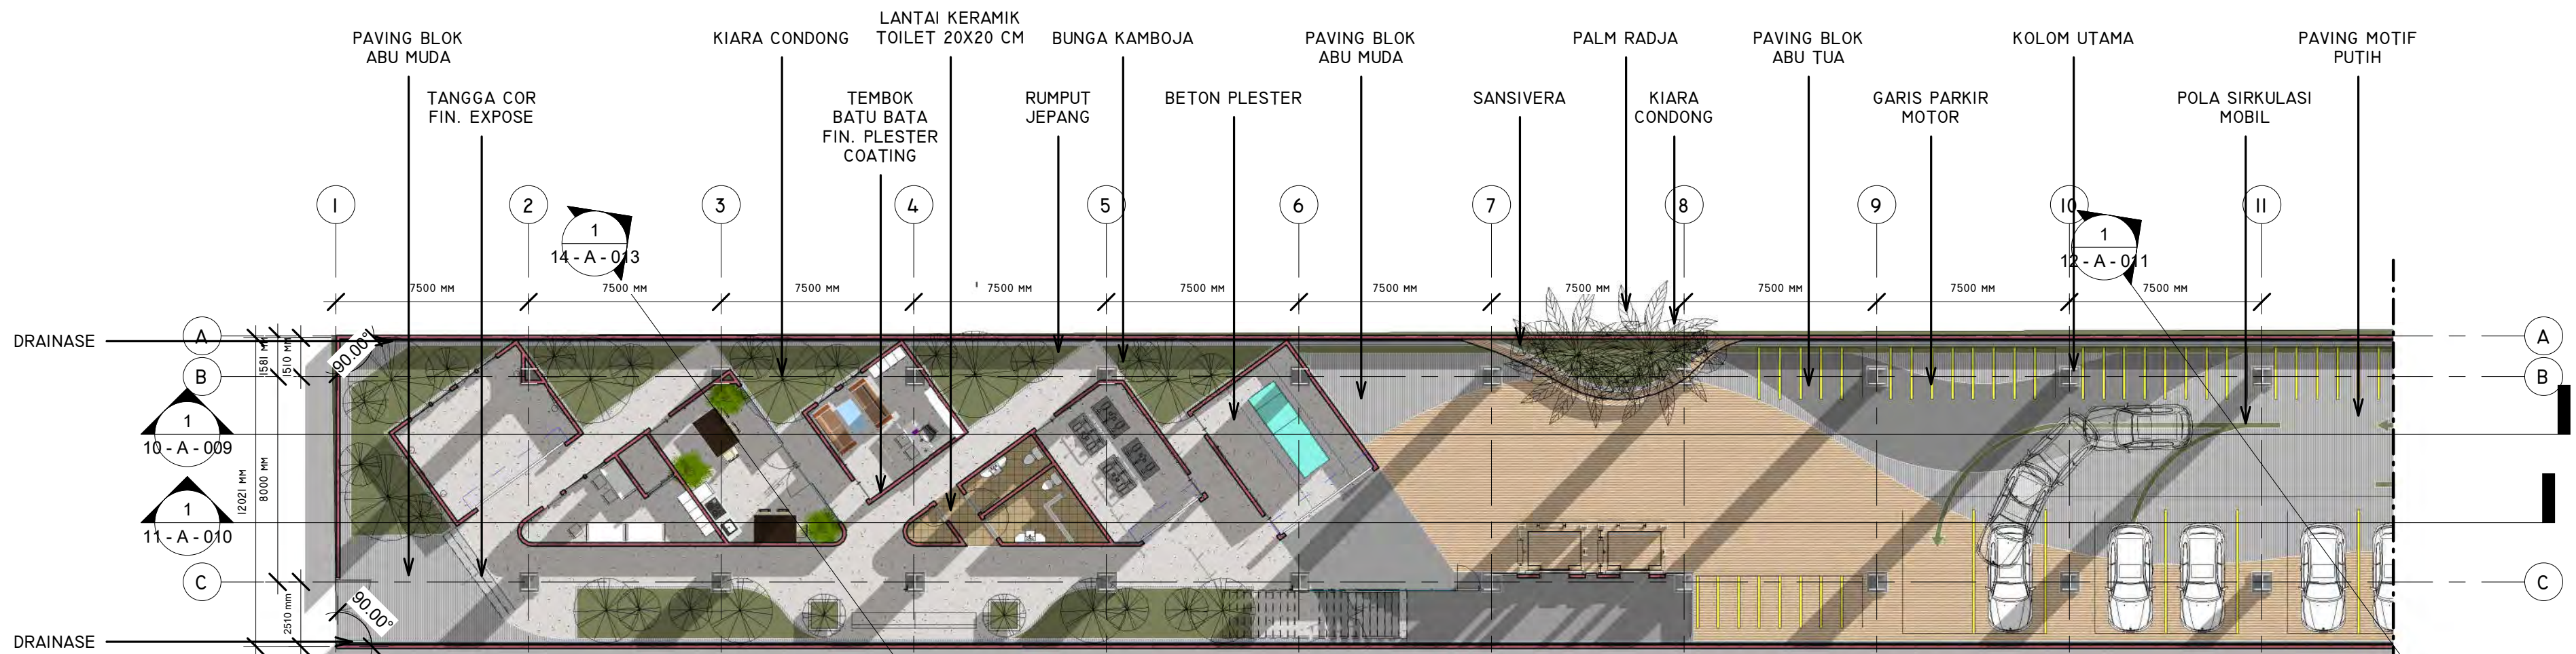 PAVING BLOK
ABU MUDA
KIARA CONDONG
LANTAI KERAMIK
TOILET 20X20 CM
BUNGA KAMBOJA
PAVING BLOK
ABU MUDA
PALM RADJA
PAVING BLOK
ABU TUA
KOLOM UTAMA
PAVING MOTIF
PUTIH
TANGGA COR
FIN. EXPOSE
TEMBOK
BATU BATA
FIN. PLESTER
COATING
RUMPUT
JEPANG
BETON PLESTER
SANSIVERA
KIARA
CONDONG
GARIS PARKIR
MOTOR
POLA SIRKULASI
MOBIL
1
2
3
4
5
6
7
8
9
10
11
1
14 - A - 013
1
12 - A - 011
7500 MM
7500 MM
7500 MM
7500 MM
7500 MM
7500 MM
7500 MM
7500 MM
7500 MM
7500 MM
DRAINASE
A
A
1581 MM
1510 MM
90.00°
B
B
1
10 - A - 009
12021 MM
8000 MM
1
11 - A - 010
C
C
2510 mm
90.00°
DRAINASE